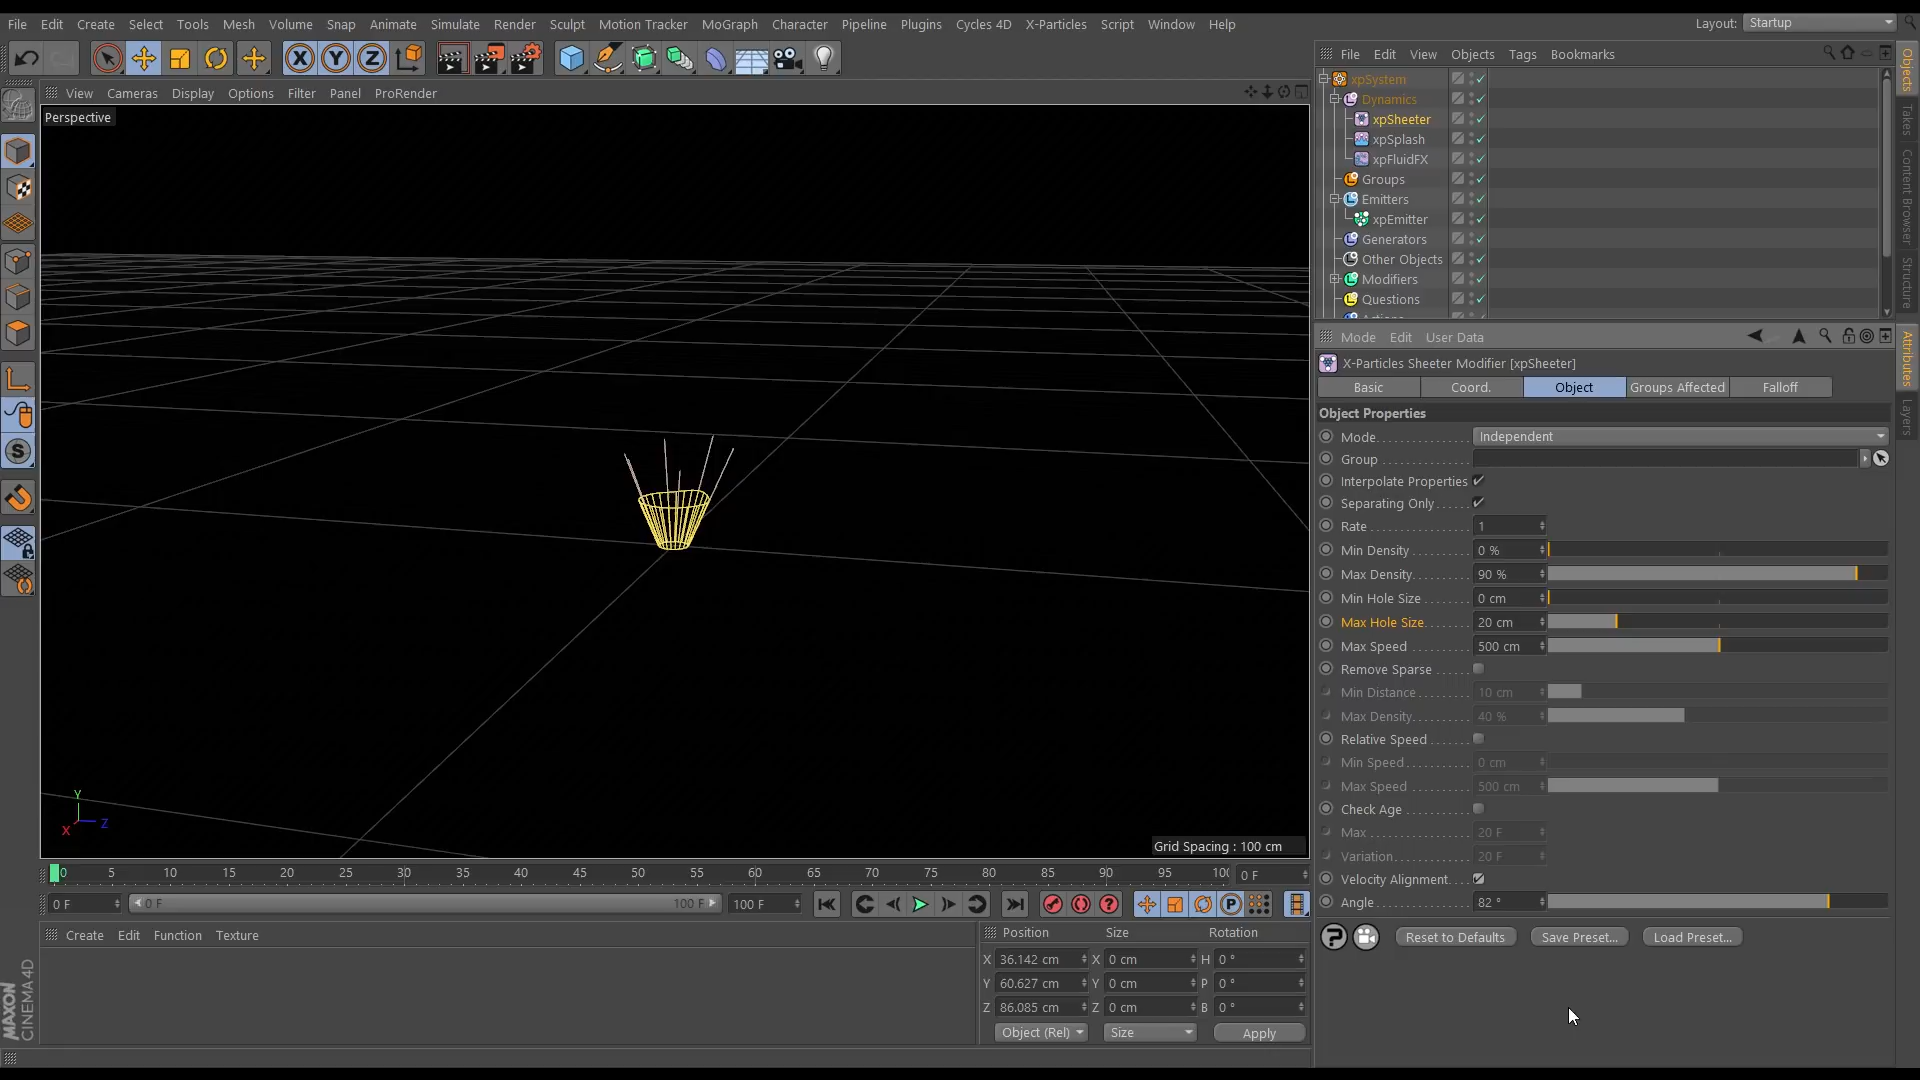 File Edit Create Select Tools Mesh Volume Snap Animate Simulate Render Sculpt Motion Tracker MoGraph Character Pipeline Plugins Cycles 4D X-Particles Script Window Help Layout: Startup
X Y Z
File Edit View Objects Tags Bookmarks
View Cameras Display Options Filter Panel ProRender
Perspective
xpSystem
Dynamics
xpSheeter
xpSplash
xpFluidFX
Groups
Emitters
xpEmitter
Generators
Other Objects
Modifiers
Questions
Objects
Takes
Content Browser
Structure
Mode Edit User Data
X-Particles Sheeter Modifier [xpSheeter]
Basic Coord. Object Groups Affected Falloff
Attributes
Layers
Object Properties
Mode Independent
Group
Interpolate Properties
Separating Only
Rate 1
Min Density 0 %
Max Density 90 %
Min Hole Size 0 cm
Max Hole Size 20 cm
Max Speed 500 cm
Remove Sparse
Min Distance 10 cm
Max Density 40 %
Relative Speed
Min Speed 0 cm
Max Speed 500 cm
Check Age
Max 20 F
Variation 20 F
Velocity Alignment
Angle 82 °
Reset to Defaults Save Preset... Load Preset...
Y
X Z
Grid Spacing : 100 cm
0 5 10 15 20 25 30 35 40 45 50 55 60 65 70 75 80 85 90 95 100 0 F
0 F 0 F 100 F 100 F
Create Edit Function Texture
Position Size Rotation
X 36.142 cm X 0 cm H 0 °
Y 60.627 cm Y 0 cm P 0 °
Z 86.085 cm Z 0 cm B 0 °
Object (Rel) Size Apply
MAXON
CINEMA 4D